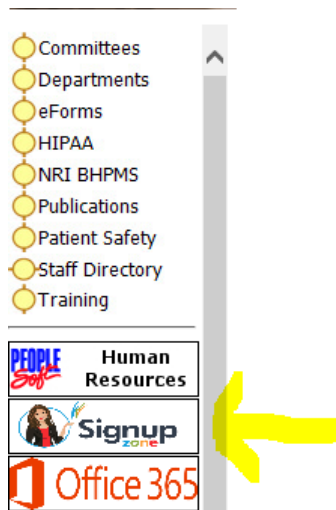 Committees
Departments
eForms
HIPAA
NRI BHPMS
Publications
Patient Safety
Staff Directory
Training
PEOPLE
Soft
Human
Resources
Signup
zone
Office 365